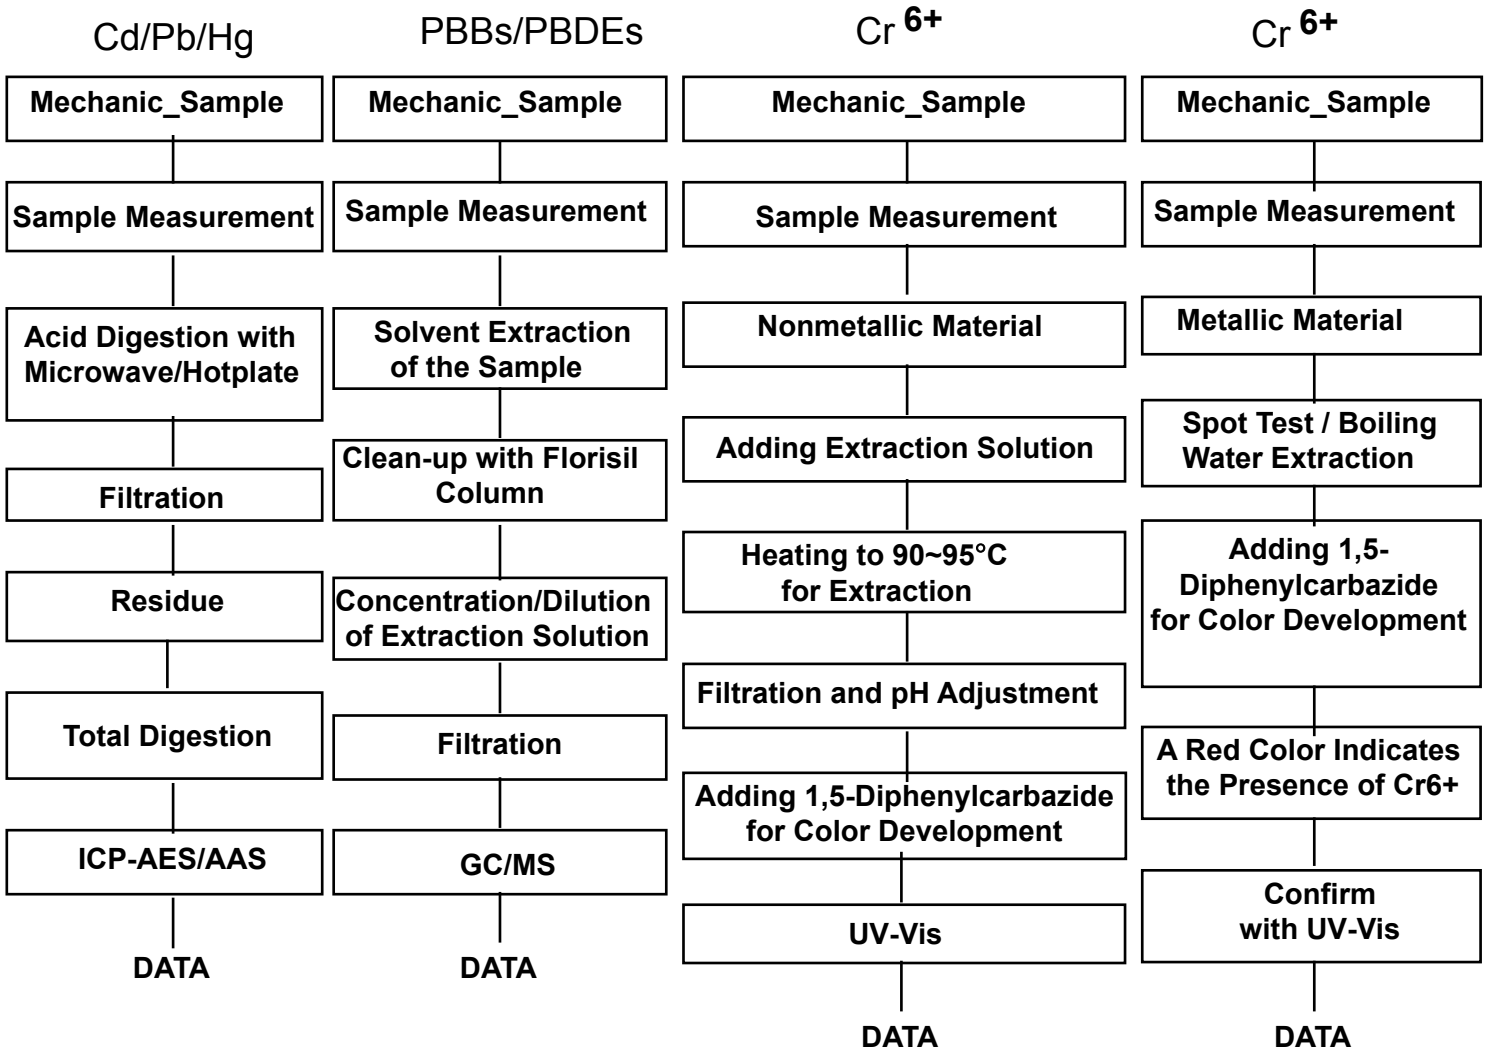 Cd/Pb/Hg
Mechanic_Sample
Sample Measurement
Acid Digestion with
Microwave/Hotplate
Filtration
Residue
Total Digestion
ICP-AES/AAS
DATA
PBBs/PBDEs
Mechanic_Sample
Sample Measurement
Solvent Extraction
of the Sample
Clean-up with Florisil
Column
Concentration/Dilution
of Extraction Solution
Filtration
GC/MS
DATA
Cr 6+
Mechanic_Sample
Sample Measurement
Nonmetallic Material
Adding Extraction Solution
Heating to 90~95°C
for Extraction
Filtration and pH Adjustment
Adding 1,5-Diphenylcarbazide
for Color Development
UV-Vis
DATA
Cr 6+
Mechanic_Sample
Sample Measurement
Metallic Material
Spot Test / Boiling
Water Extraction
Adding 1,5-
Diphenylcarbazide
for Color Development
A Red Color Indicates
the Presence of Cr6+
Confirm
with UV-Vis
DATA